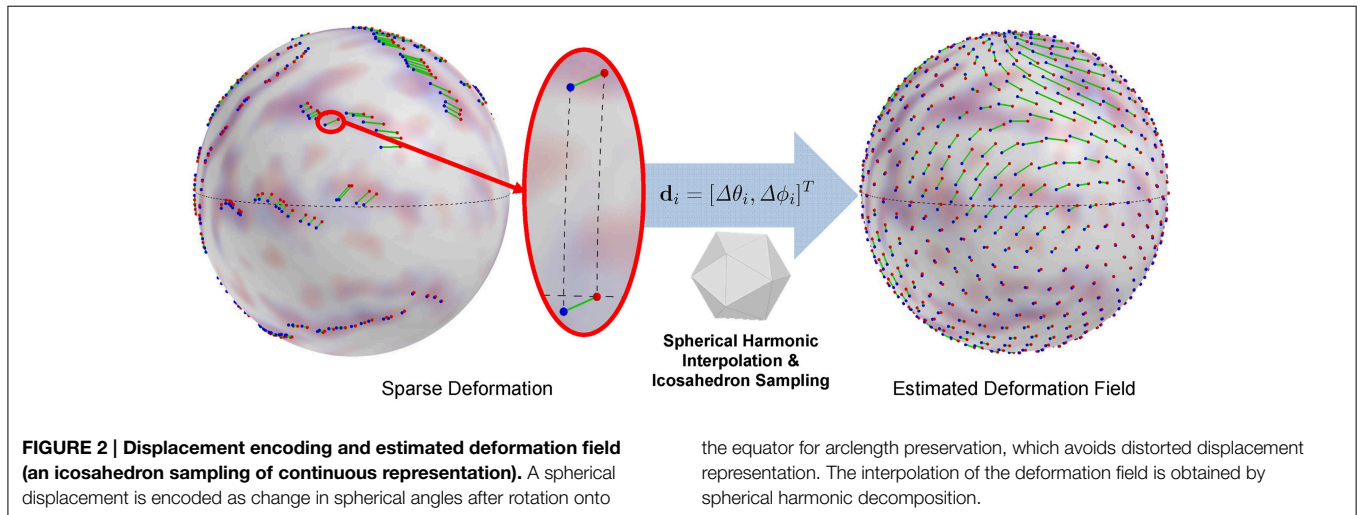 d_i = [Δθ_i, Δϕ_i]^T
Spherical Harmonic
Interpolation &
Icosahedron Sampling
Sparse Deformation
Estimated Deformation Field
FIGURE 2 | Displacement encoding and estimated deformation field
(an icosahedron sampling of continuous representation). A spherical
displacement is encoded as change in spherical angles after rotation onto
the equator for arclength preservation, which avoids distorted displacement
representation. The interpolation of the deformation field is obtained by
spherical harmonic decomposition.